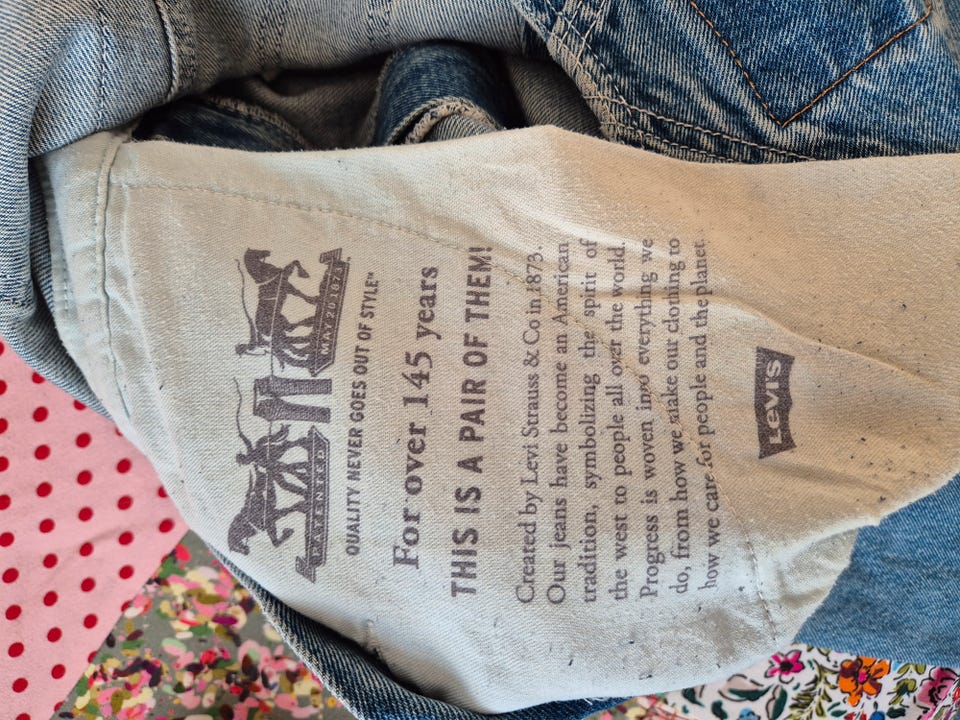 PATENTED
MAY 20 1873
QUALITY NEVER GOES OUT OF STYLE™
For over 145 years
THIS IS A PAIR OF THEM!
Created by Levi Strauss & Co in 1873.
Our jeans have become an American
tradition, symbolizing the spirit of
the west to people all over the world.
Progress is woven into everything we
do, from how we make our clothing to
how we care for people and the planet.
LEVI'S